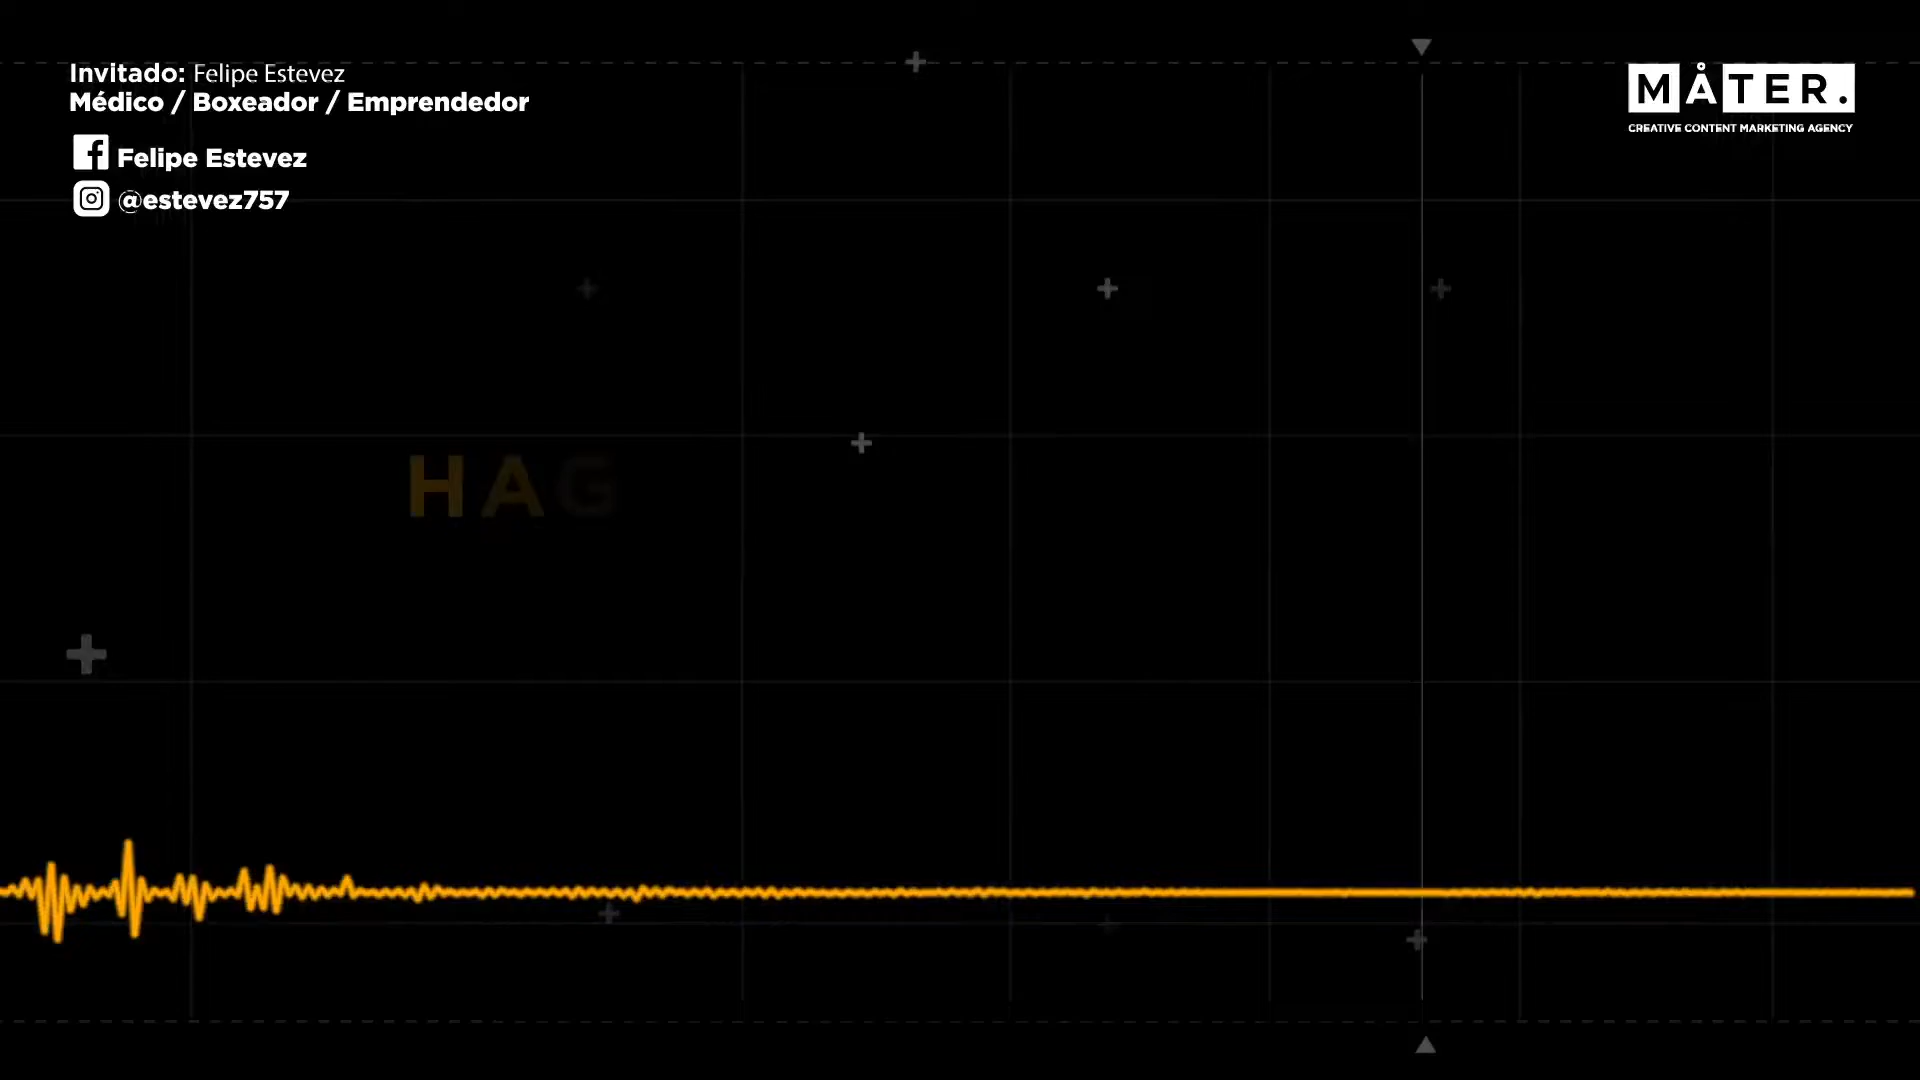 Invitado: Felipe Estevez
Médico / Boxeador / Emprendedor
Felipe Estevez
@estevez757
MÅTER.
CREATIVE CONTENT MARKETING AGENCY
HAG